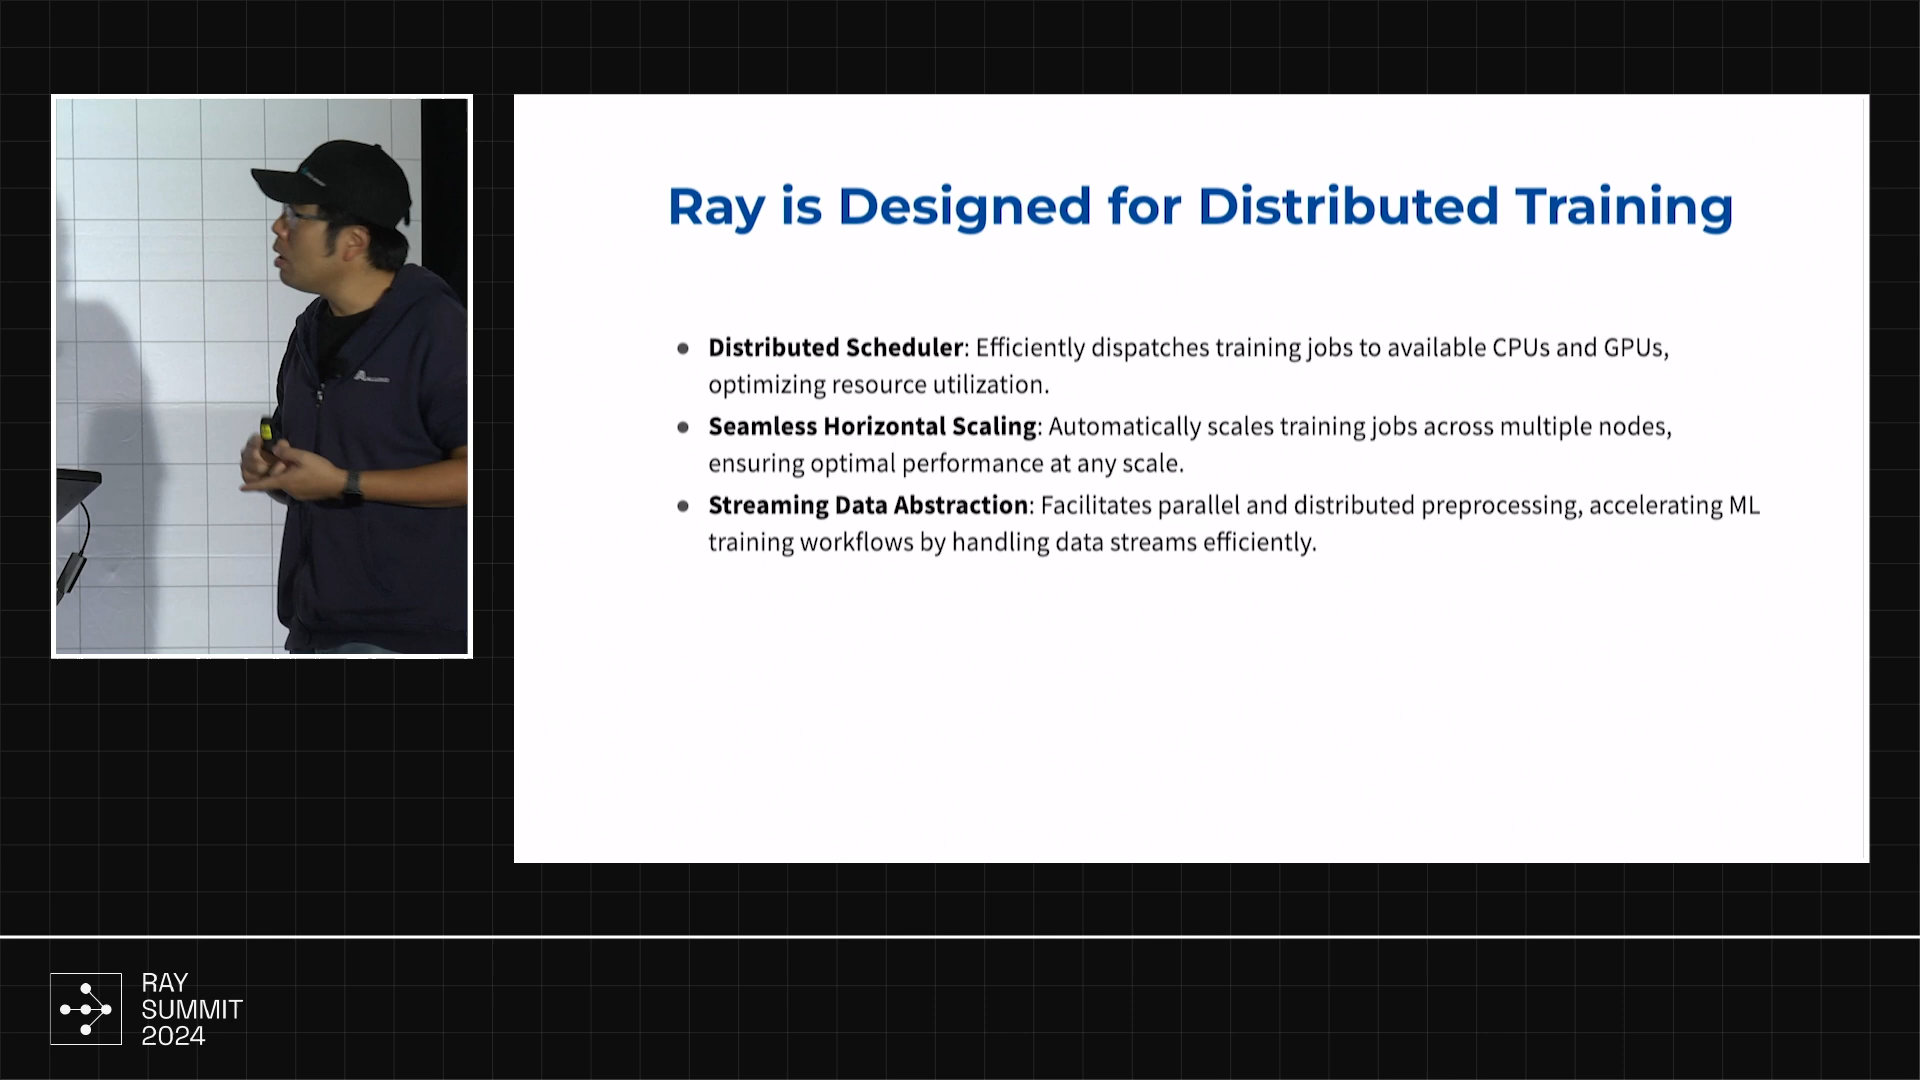 Ray is Designed for Distributed Training
● Distributed Scheduler: Efficiently dispatches training jobs to available CPUs and GPUs,
optimizing resource utilization.
● Seamless Horizontal Scaling: Automatically scales training jobs across multiple nodes,
ensuring optimal performance at any scale.
● Streaming Data Abstraction: Facilitates parallel and distributed preprocessing, accelerating ML
training workflows by handling data streams efficiently.
RAY
SUMMIT
2024